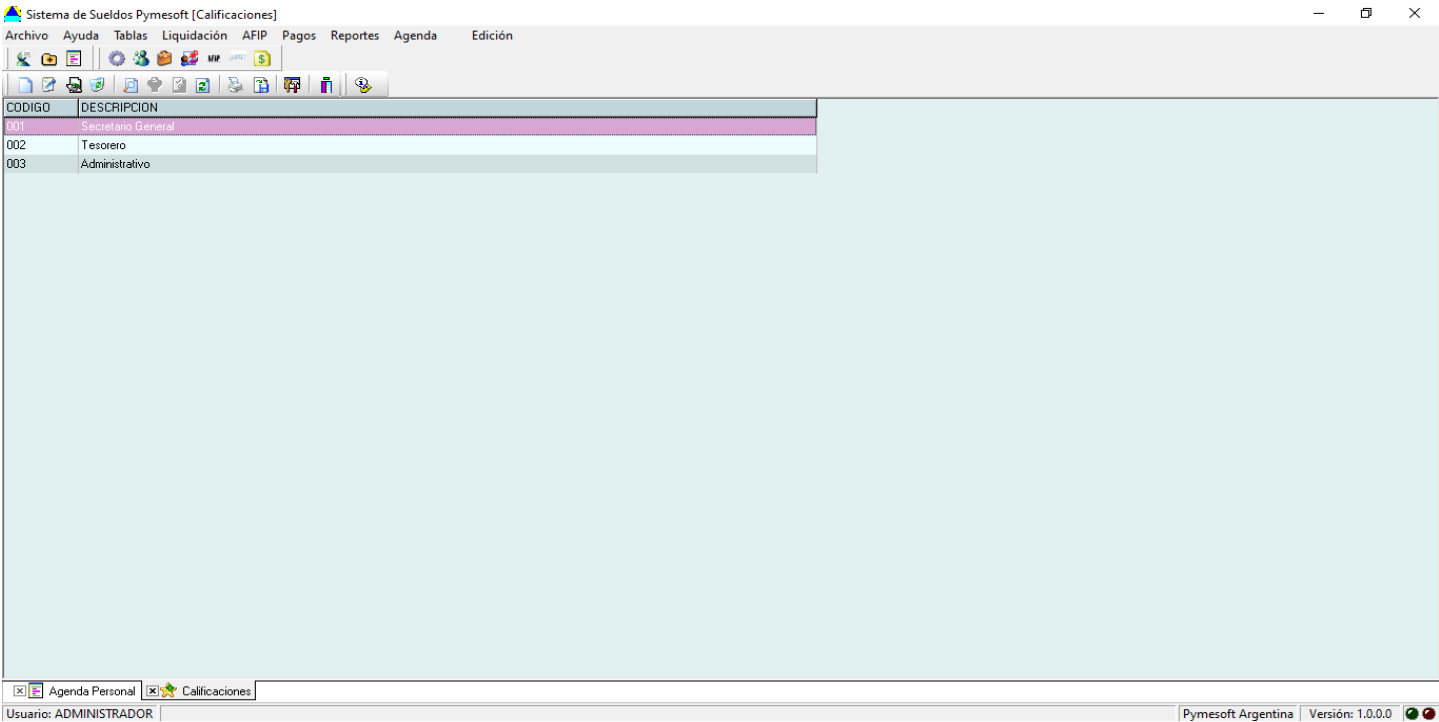 Sistema de Sueldos Pymesoft [Calificaciones]
Archivo Ayuda Tablas Liquidación AFIP Pagos Reportes Agenda Edición
AFIP
CODIGO DESCRIPCION
001 Secretario General
002 Tesorero
003 Administrativo
Agenda Personal Calificaciones
Usuario: ADMINISTRADOR Pymesoft Argentina Versión: 1.0.0.0